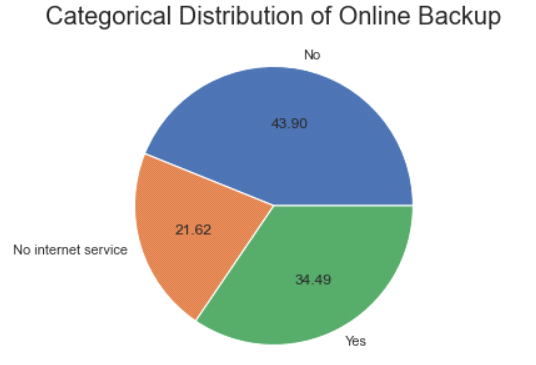 Categorical Distribution of Online Backup
No
43.90
21.62
No internet service
34.49
Yes